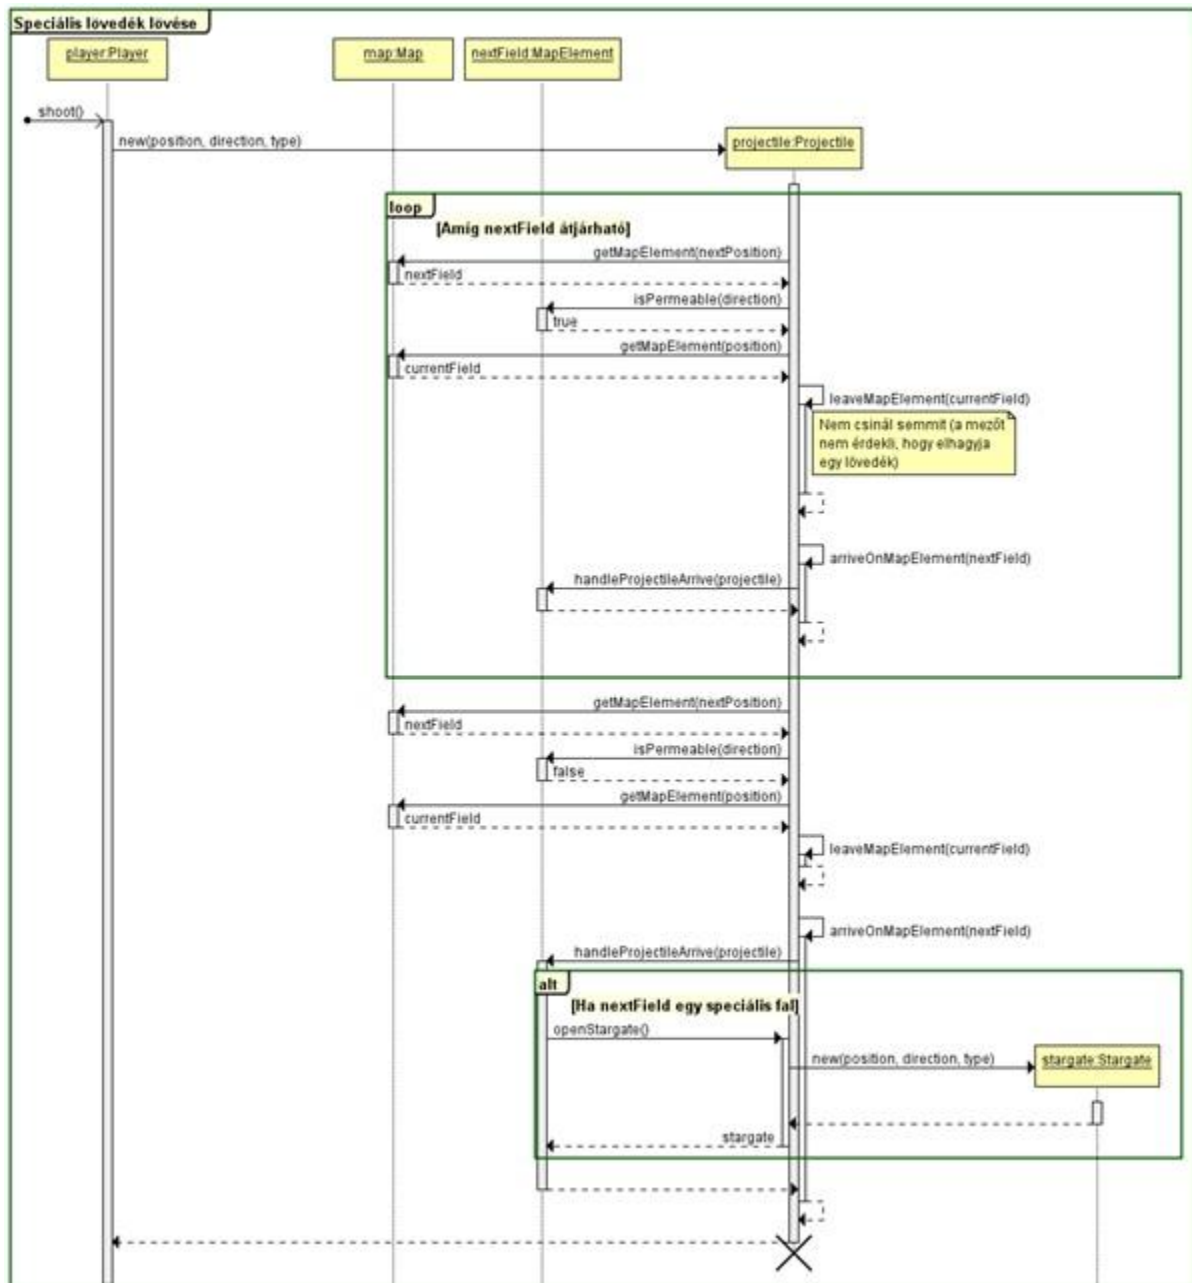 Speciális lövedék lövése
player:Player
map:Map
nextField:MapElement
shoot()
new(position, direction, type)
projectile:Projectile
loop
[Amíg nextField átjárható]
getMapElement(nextPosition)
nextField
isPermeable(direction)
true
getMapElement(position)
currentField
leaveMapElement(currentField)
Nem csinál semmit (a mezőt
nem érdekli, hogy elhagyja
egy lövedék)
arriveOnMapElement(nextField)
handleProjectileArrive(projectile)
getMapElement(nextPosition)
nextField
isPermeable(direction)
false
getMapElement(position)
currentField
leaveMapElement(currentField)
arriveOnMapElement(nextField)
handleProjectileArrive(projectile)
alt
[Ha nextField egy speciális fal]
openStargate()
new(position, direction, type)
stargate:Stargate
stargate